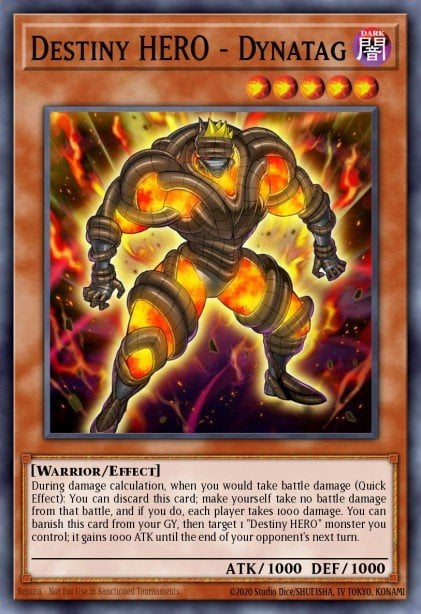 DESTINY HERO - DYNATAG
DARK
闇
[WARRIOR/EFFECT]
During damage calculation, when you would take battle damage (Quick
Effect): You can discard this card; make yourself take no battle damage
from that battle, and if you do, each player takes 1000 damage. You can
banish this card from your GY, then target 1 "Destiny HERO" monster you
control; it gains 1000 ATK until the end of your opponent's next turn.
ATK/1000 DEF/1000
Replica - Not For Use in Sanctioned Tournaments
©2020 Studio Dice/SHUEISHA, TV TOKYO, KONAMI